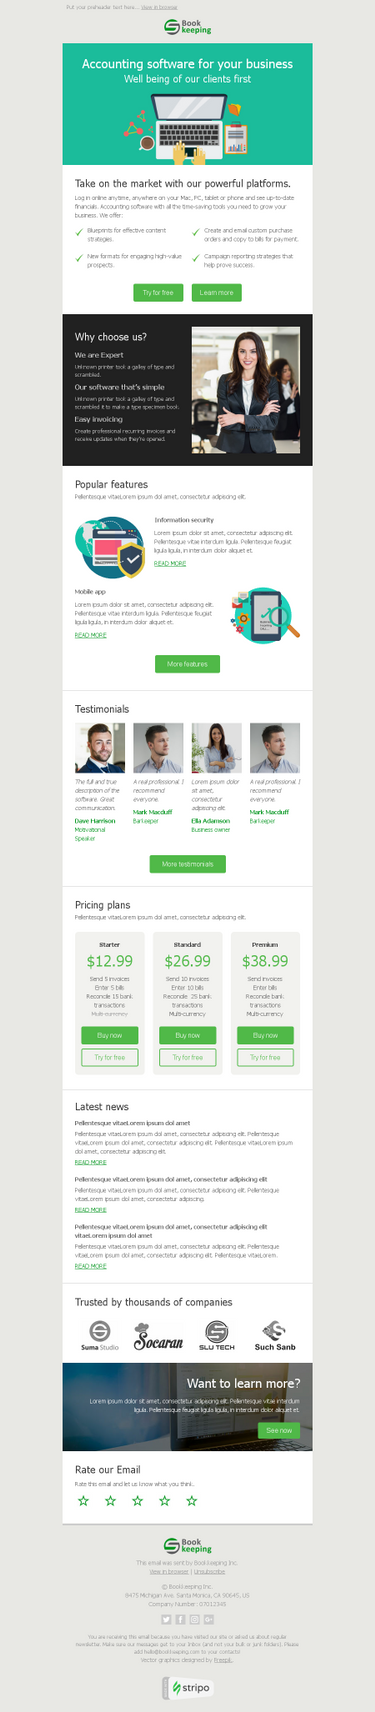 Put your preheader text here... View in browser
Book
keeping
Accounting software for your business
Well being of our clients first
Take on the market with our powerful platforms.
Log in online anytime, anywhere on your Mac, PC, tablet or phone and see up-to-date
financials. Accounting software with all the time-saving tools you need to grow your
business. We offer:
Blueprints for effective content
strategies.
Create and email custom purchase
orders and copy to bills for payment.
New formats for engaging high-value
prospects.
Campaign reporting strategies that
help prove success.
Try for free
Learn more
Why choose us?
We are Expert
Unknown printer took a galley of type and
scrambled.
Our software that's simple
Unknown printer took a galley of type and
scrambled it to make a type specimen book.
Easy invoicing
Create professional recurring invoices and
receive updates when they're opened.
Popular features
Pellentesque vitaeLorem ipsum dol amet, consectetur adipiscing elit.
Information security
Lorem ipsum dolor sit amet, consectetur adipiscing elit.
Pellentesque vitae interdum ligula. Pellentesque feugiat
ligula ligula, in interdum dolor aliquet et.
READ MORE
Mobile app
Lorem ipsum dolor sit amet, consectetur adipiscing elit.
Pellentesque vitae interdum ligula. Pellentesque feugiat
ligula ligula, in interdum dolor aliquet et.
READ MORE
More features
Testimonials
The full and true
description of the
software. Great
communication.
Dave Harrison
Motivational
Speaker
A real professional. I
recommend
everyone.
Mark Macduff
Barkeeper
Lorem ipsum dolor
sit amet,
consectetur
adipiscing elit.
Ella Adamson
Business owner
A real professional. I
recommend
everyone.
Mark Macduff
Barkeeper
More testimonials
Pricing plans
Pellentesque vitaeLorem ipsum dol amet, consectetur adipiscing elit.
Starter
$12.99
Send 5 invoices
Enter 5 bills
Reconcile 15 bank
transactions
Multi-currency
Buy now
Try for free
Standard
$26.99
Send 10 invoices
Enter 10 bills
Reconcile 25 bank
transactions
Multi-currency
Buy now
Try for free
Premium
$38.99
Send invoices
Enter bills
Reconcile bank
transactions
Multi-currency
Buy now
Try for free
Latest news
Pellentesque vitaeLorem ipsum dol amet
Pellentesque vitaeLorem ipsum dol amet, consectetur adipiscing elit. Pellentesque
vitaeLorem ipsum dol amet, consectetur adipiscing elit. Pellentesque vitaeLorem ipsum
dol amet, consectetur adipiscing elit.
READ MORE
Pellentesque vitaeLorem ipsum dol amet, consectetur adipiscing elit
Pellentesque vitaeLorem ipsum dol amet, consectetur adipiscing elit. Pellentesque
vitaeLorem ipsum dol amet, consectetur adipiscing.
READ MORE
Pellentesque vitaeLorem ipsum dol amet, consectetur adipiscing elit
vitaeLorem ipsum dol amet
Pellentesque vitaeLorem ipsum dol amet, consectetur adipiscing elit. Pellentesque
vitaeLorem ipsum dol amet, consectetur adipiscing elit. Pellentesque vitaeLorem.
READ MORE
Trusted by thousands of companies
Suma Studio
Socaran
SLU TECH
Such Sanb
Want to learn more?
Lorem ipsum dolor sit amet, consectetur adipiscing elit. Pellentesque vitae interdum
ligula. Pellentesque feugiat ligula ligula, in interdum dolor aliquet et.
See now
Rate our Email
Rate this email and let us know what you think.
Book
keeping
This email was sent by Bookkeeping Inc.
View in browser | Unsubscribe
© Bookkeeping Inc.
8475 Michigan Ave. Santa Monica, CA 90645, US
Company Number: 07012345
You are receiving this email because you have visited our site or asked us about regular
newsletter. Make sure our messages get to your Inbox (and not your bulk or junk folders). Please
add hello@bookkeeping.com to your contacts!
Vector graphics designed by Freepik.
stripo